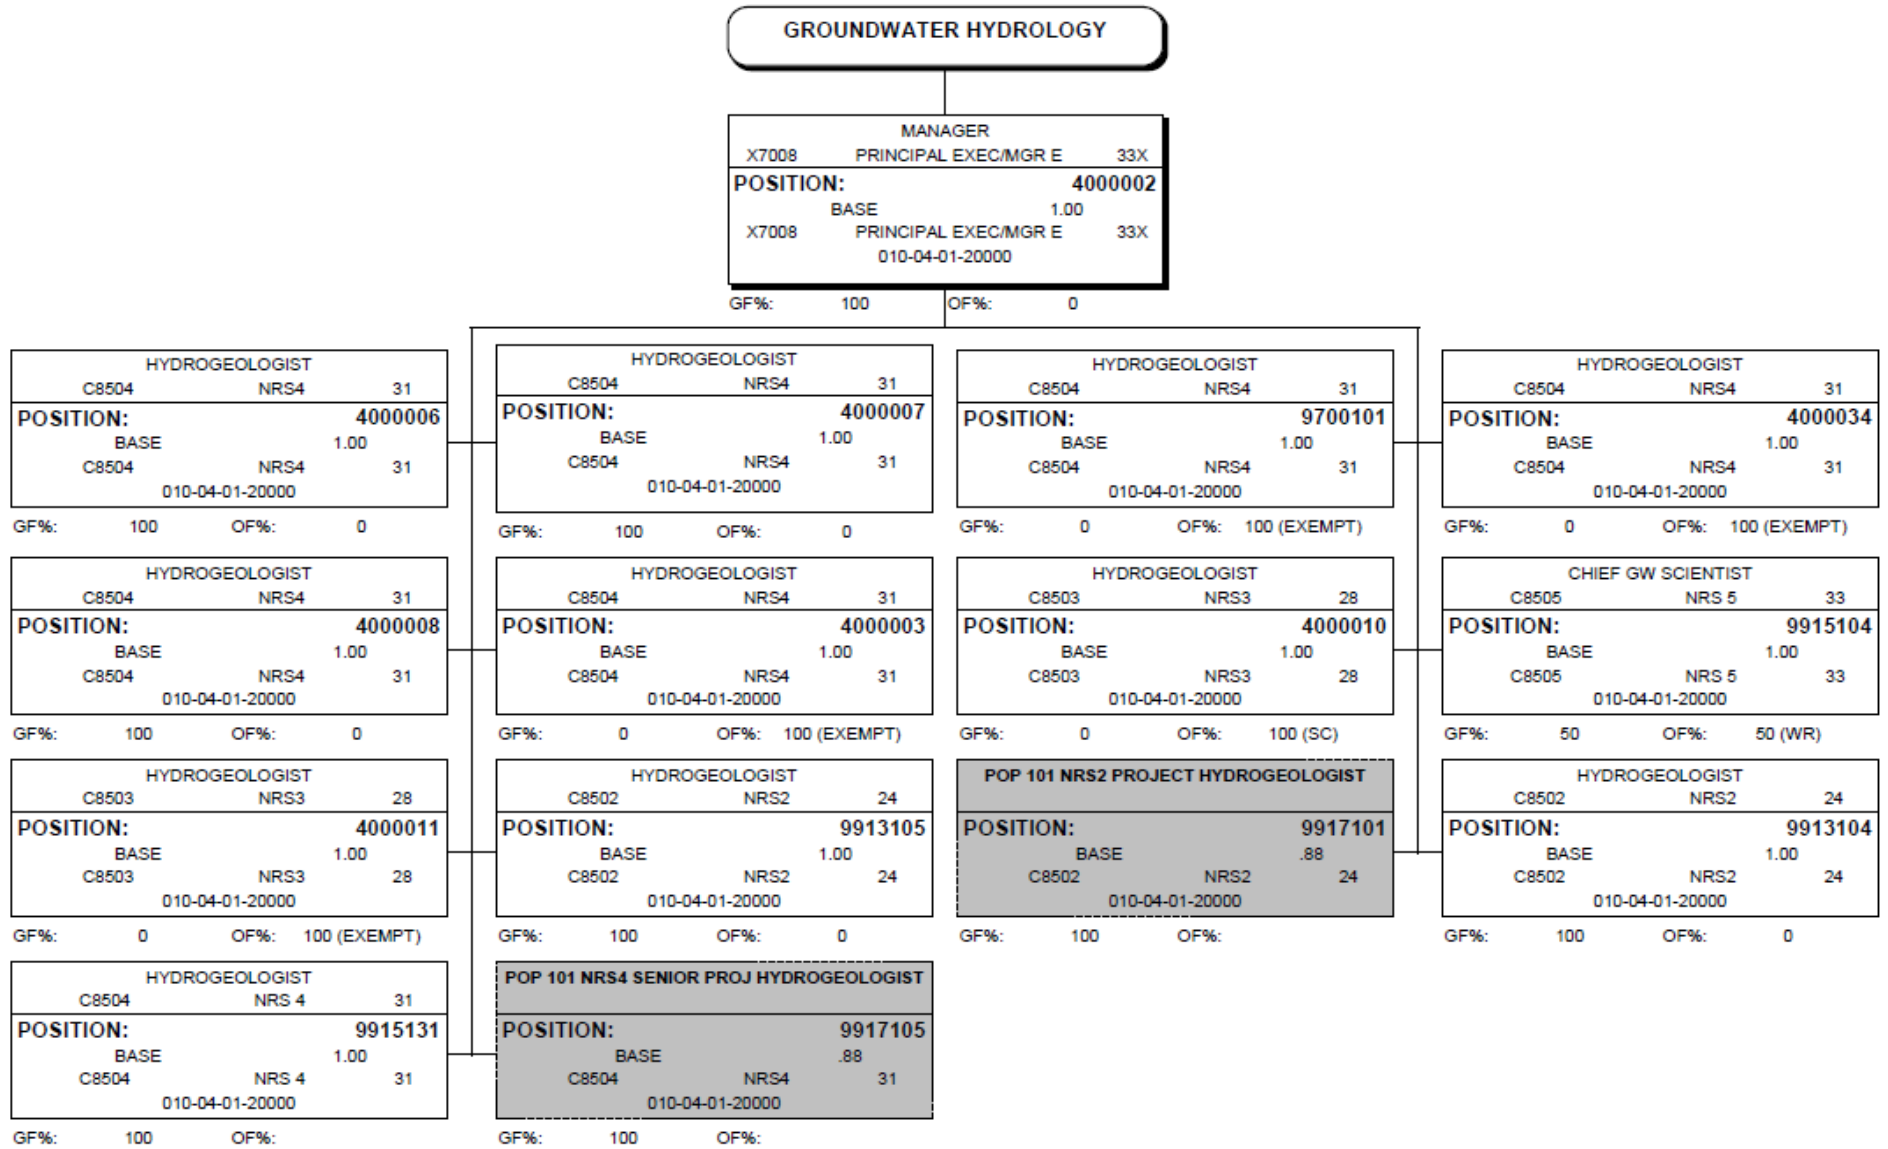 GROUNDWATER HYDROLOGY
MANAGER
X7008 PRINCIPAL EXEC/MGR E 33X
POSITION: 4000002
BASE 1.00
X7008 PRINCIPAL EXEC/MGR E 33X
010-04-01-20000
GF%: 100 OF%: 0
HYDROGEOLOGIST
C8504 NRS4 31
POSITION: 4000006
BASE 1.00
C8504 NRS4 31
010-04-01-20000
GF%: 100 OF%: 0
HYDROGEOLOGIST
C8504 NRS4 31
POSITION: 4000007
BASE 1.00
C8504 NRS4 31
010-04-01-20000
GF%: 100 OF%: 0
HYDROGEOLOGIST
C8504 NRS4 31
POSITION: 9700101
BASE 1.00
C8504 NRS4 31
010-04-01-20000
GF%: 0 OF%: 100 (EXEMPT)
HYDROGEOLOGIST
C8504 NRS4 31
POSITION: 4000034
BASE 1.00
C8504 NRS4 31
010-04-01-20000
GF%: 0 OF%: 100 (EXEMPT)
HYDROGEOLOGIST
C8504 NRS4 31
POSITION: 4000008
BASE 1.00
C8504 NRS4 31
010-04-01-20000
GF%: 100 OF%: 0
HYDROGEOLOGIST
C8504 NRS4 31
POSITION: 4000003
BASE 1.00
C8504 NRS4 31
010-04-01-20000
GF%: 0 OF%: 100 (EXEMPT)
HYDROGEOLOGIST
C8503 NRS3 28
POSITION: 4000010
BASE 1.00
C8503 NRS3 28
010-04-01-20000
GF%: 0 OF%: 100 (SC)
CHIEF GW SCIENTIST
C8505 NRS 5 33
POSITION: 9915104
BASE 1.00
C8505 NRS 5 33
010-04-01-20000
GF%: 50 OF%: 50 (WR)
HYDROGEOLOGIST
C8503 NRS3 28
POSITION: 4000011
BASE 1.00
C8503 NRS3 28
010-04-01-20000
GF%: 0 OF%: 100 (EXEMPT)
HYDROGEOLOGIST
C8502 NRS2 24
POSITION: 9913105
BASE 1.00
C8502 NRS2 24
010-04-01-20000
GF%: 100 OF%: 0
POP 101 NRS2 PROJECT HYDROGEOLOGIST
POSITION: 9917101
BASE .88
C8502 NRS2 24
010-04-01-20000
GF%: 100 OF%:
HYDROGEOLOGIST
C8502 NRS2 24
POSITION: 9913104
BASE 1.00
C8502 NRS2 24
010-04-01-20000
GF%: 100 OF%: 0
HYDROGEOLOGIST
C8504 NRS 4 31
POSITION: 9915131
BASE 1.00
C8504 NRS 4 31
010-04-01-20000
GF%: 100 OF%:
POP 101 NRS4 SENIOR PROJ HYDROGEOLOGIST
POSITION: 9917105
BASE .88
C8504 NRS4 31
010-04-01-20000
GF%: 100 OF%: